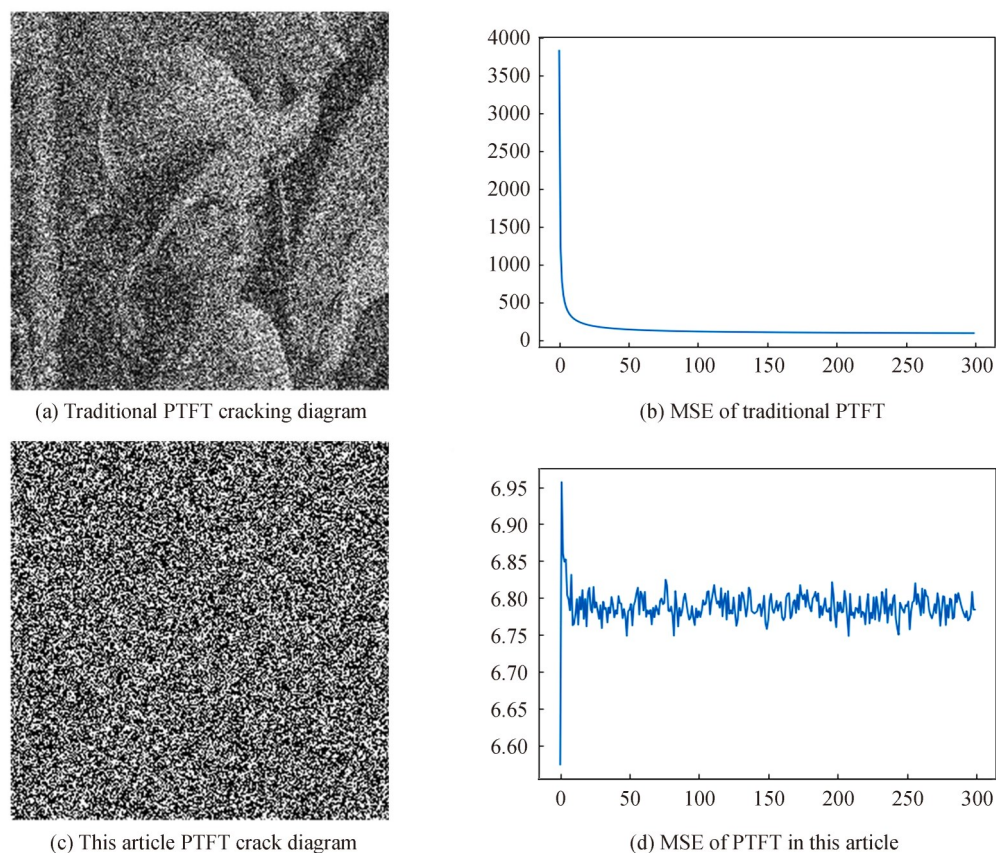 4000
3500
3000
2500
2000
1500
1000
500
0
0 50 100 150 200 250 300
(a) Traditional PTFT cracking diagram
(b) MSE of traditional PTFT
6.95
6.90
6.85
6.80
6.75
6.70
6.65
6.60
0 50 100 150 200 250 300
(c) This article PTFT crack diagram
(d) MSE of PTFT in this article